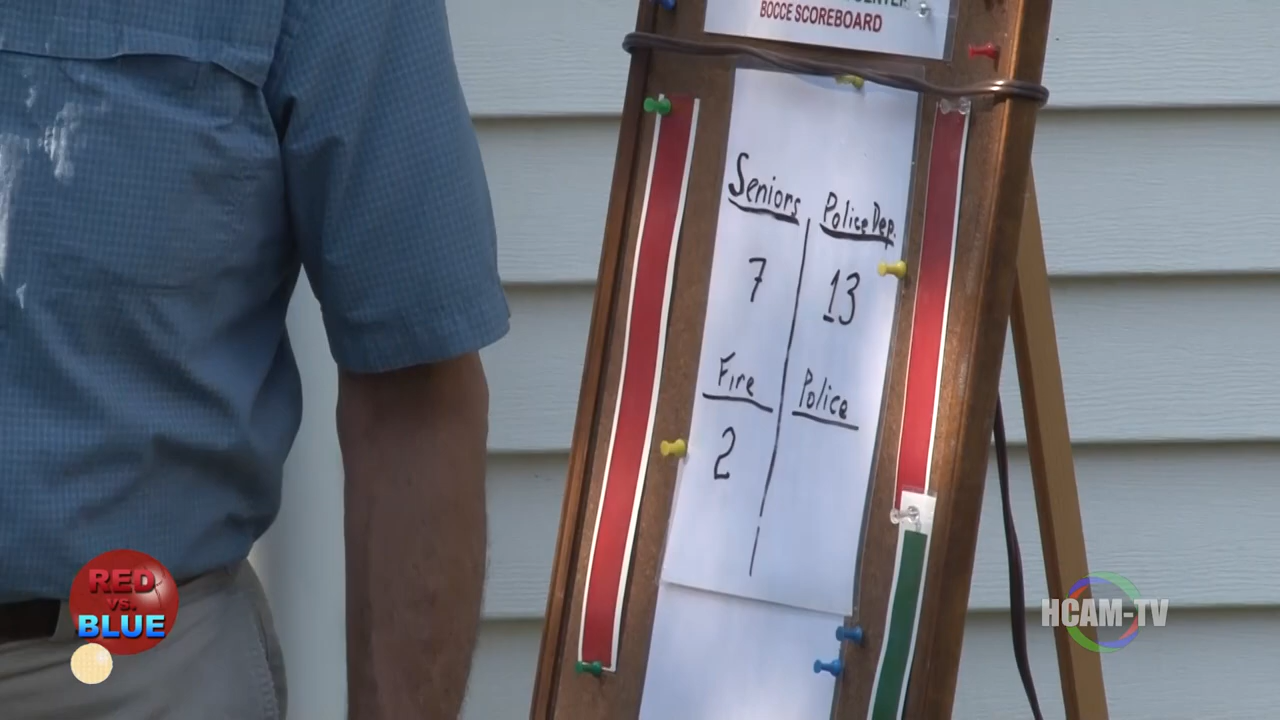 BOCCE SCOREBOARD
Seniors Police Dep.
7 13
Fire Police
2
RED
vs.
BLUE
HCAM-TV